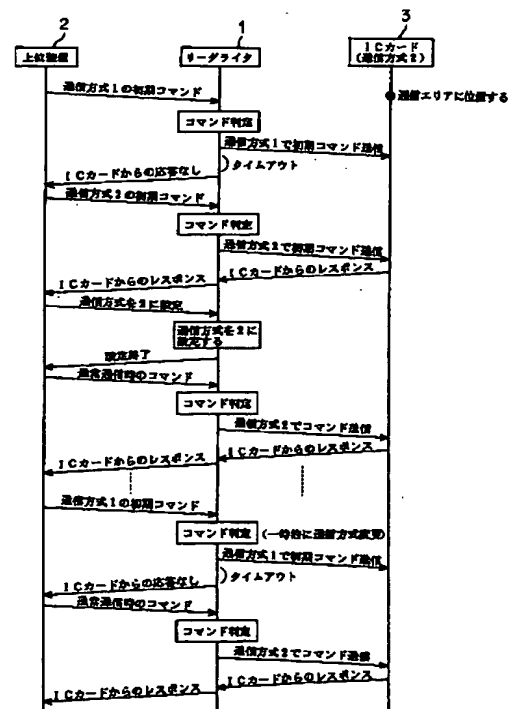 2
1
3
上位装置
リーダライタ
ICカード
(通信方式2)
通信方式1の初期コマンド
通信エリアに位置する
コマンド判定
通信方式1で初期コマンド送信
タイムアウト
ICカードからの応答なし
通信方式2の初期コマンド
コマンド判定
通信方式2で初期コマンド送信
ICカードからのレスポンス
ICカードからのレスポンス
通信方式を2に設定
通信方式を2に
設定する
設定終了
通常通信時のコマンド
コマンド判定
通信方式2でコマンド送信
ICカードからのレスポンス
ICカードからのレスポンス
通信方式1の初期コマンド
コマンド判定 (一時的に通信方式変更)
通信方式1で初期コマンド送信
タイムアウト
ICカードからの応答なし
通常通信時のコマンド
コマンド判定
通信方式2でコマンド送信
ICカードからのレスポンス
ICカードからのレスポンス